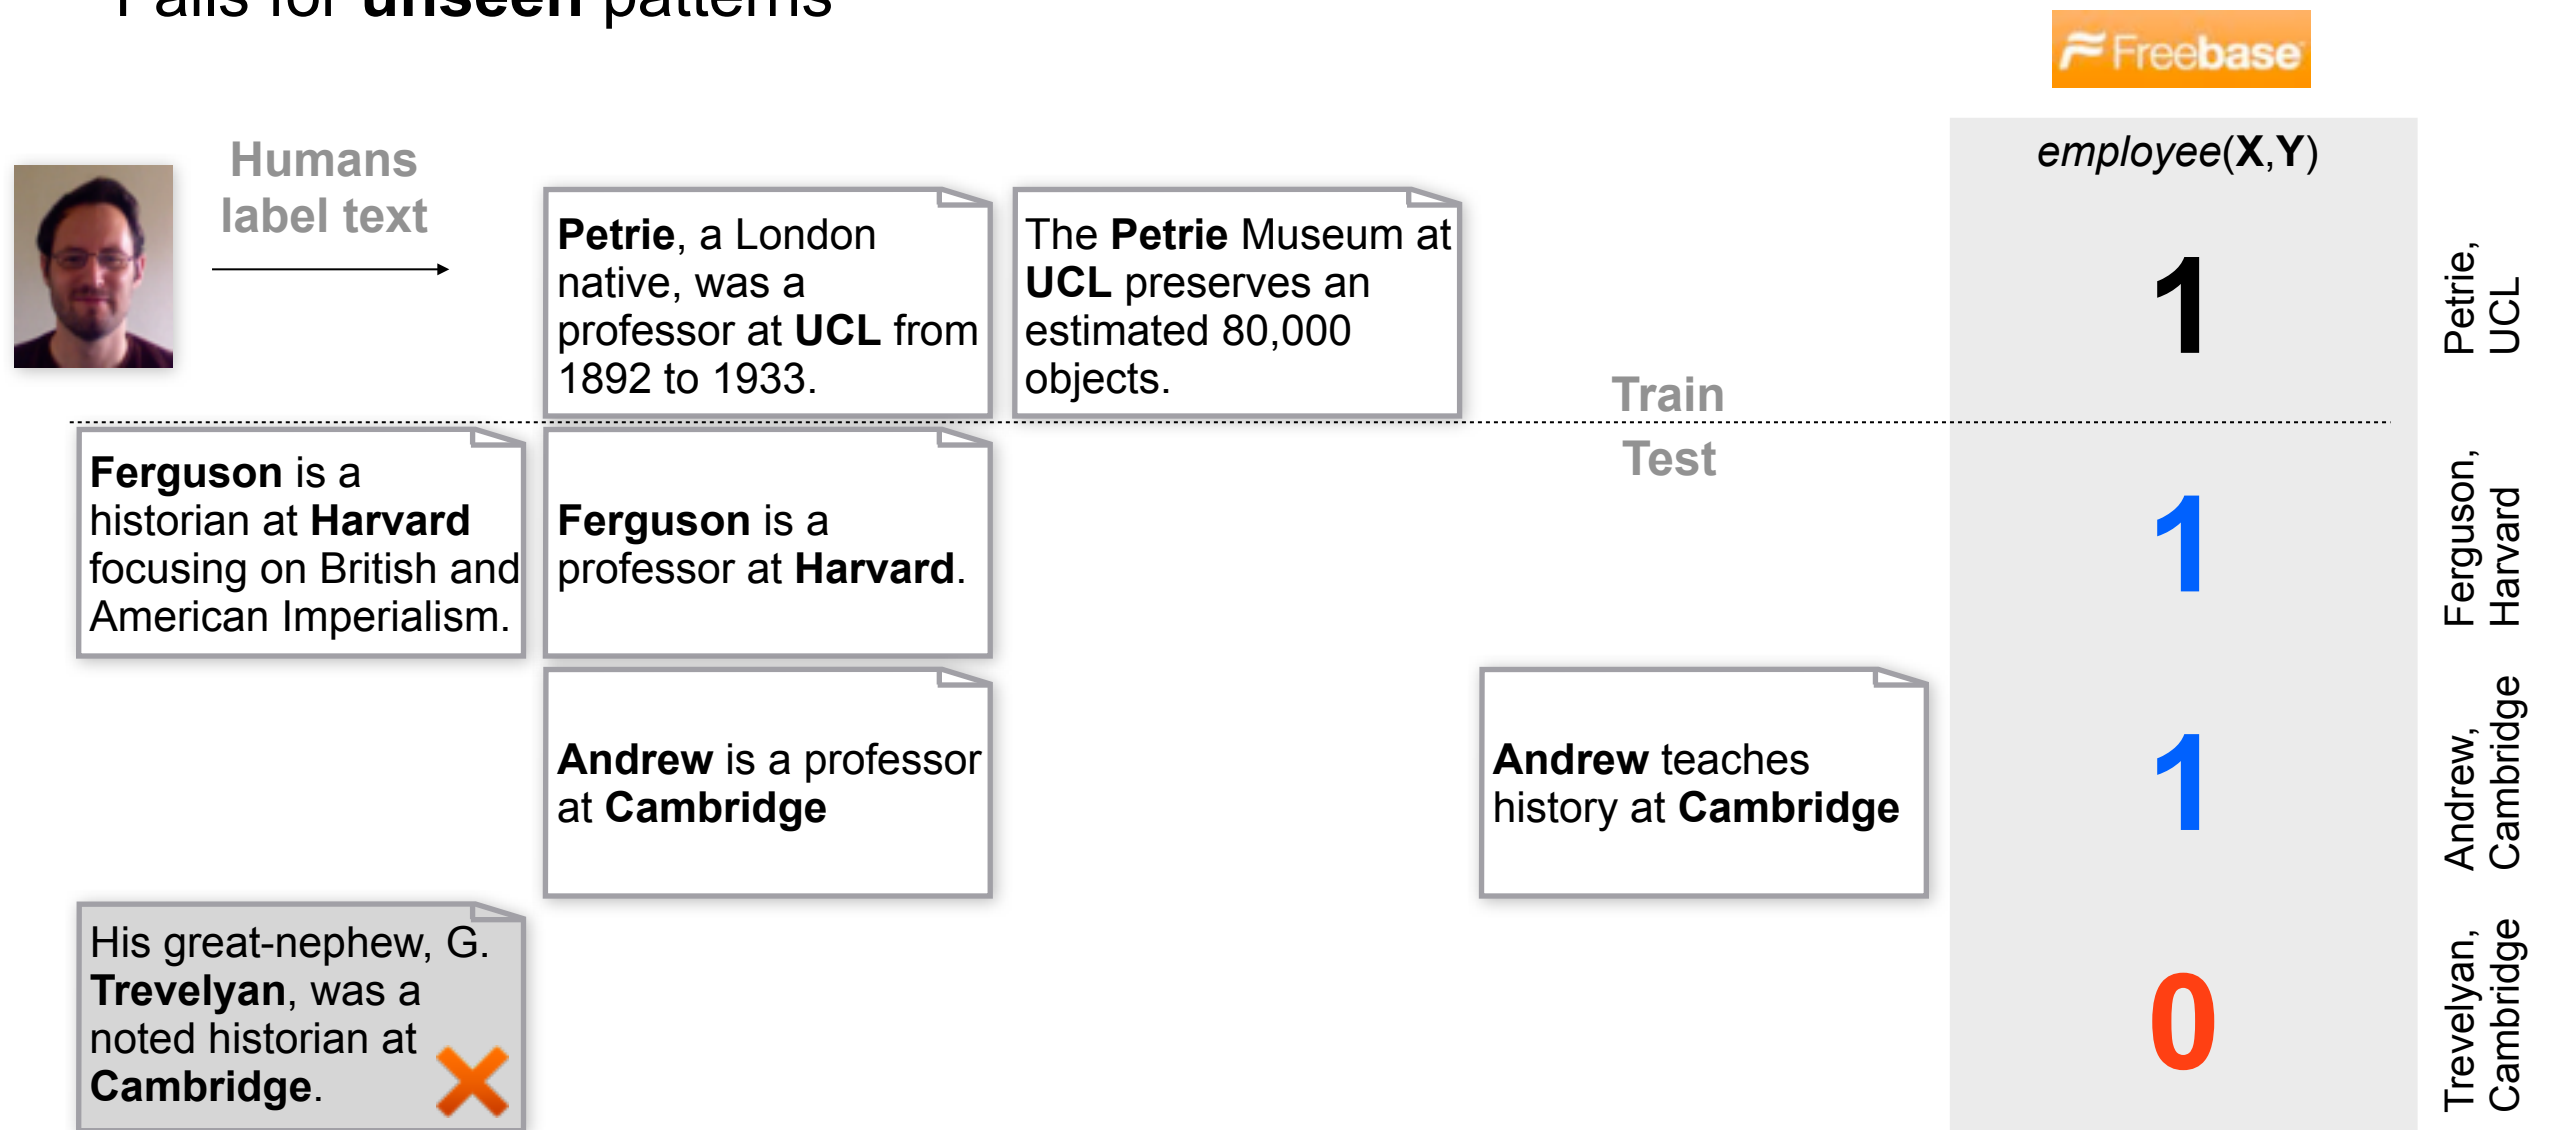 Fails for unseen patterns
Freebase
employee(X,Y)
Humans
label text
Petrie, a London
native, was a
professor at UCL from
1892 to 1933.
The Petrie Museum at
UCL preserves an
estimated 80,000
objects.
1
Petrie,
UCL
Train
Test
Ferguson is a
historian at Harvard
focusing on British and
American Imperialism.
Ferguson is a
professor at Harvard.
1
Ferguson,
Harvard
Andrew is a professor
at Cambridge
Andrew teaches
history at Cambridge
1
Andrew,
Cambridge
His great-nephew, G.
Trevelyan, was a
noted historian at
Cambridge.
0
Trevelyan,
Cambridge